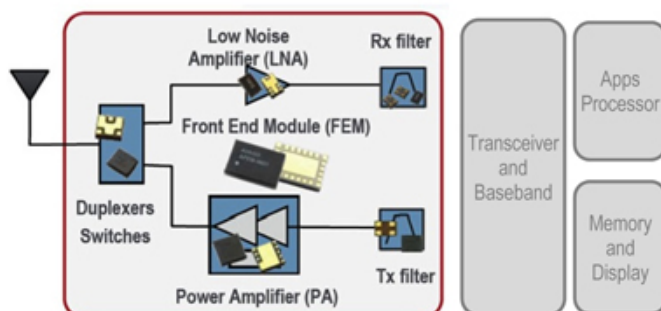 Low Noise
Amplifier (LNA)
Rx filter
Front End Module (FEM)
Duplexers
Switches
Tx filter
Power Amplifier (PA)
Transceiver
and
Baseband
Apps
Processor
Memory
and
Display